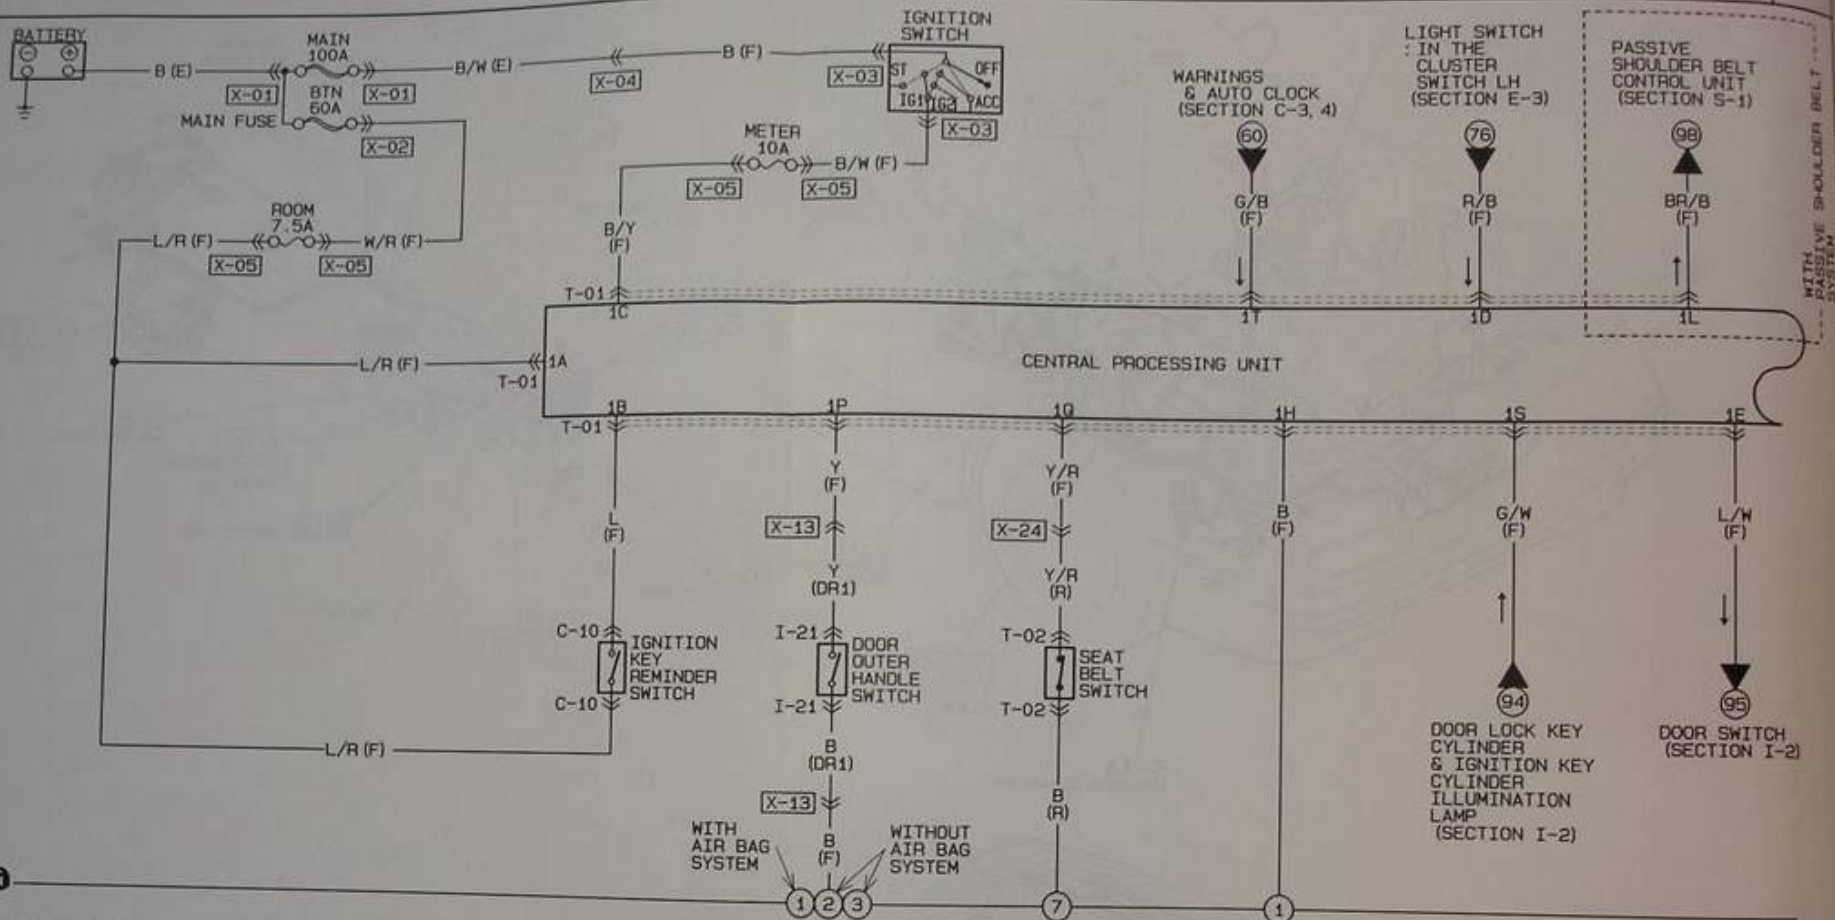 BATTERY
B (E)
X-01
MAIN
100A
X-01
BTN
60A
MAIN FUSE
X-02
B/W (E)
X-04
B (F)
X-03
IGNITION
SWITCH
ST
OFF
IG1
IG2
ACC
X-03
METER
10A
B/W (F)
X-05
X-05
B/Y
(F)
ROOM
7.5A
L/R (F)
W/R (F)
X-05
X-05
WARNINGS
& AUTO CLOCK
(SECTION C-3, 4)
60
G/B
(F)
LIGHT SWITCH
: IN THE
CLUSTER
SWITCH LH
(SECTION E-3)
76
R/B
(F)
PASSIVE
SHOULDER BELT
CONTROL UNIT
(SECTION S-1)
98
BR/B
(F)
WITH
PASSIVE SHOULDER BELT
SYSTEM
T-01
1C
1T
1O
1L
L/R (F)
1A
T-01
CENTRAL PROCESSING UNIT
T-01
1B
1P
1Q
1H
1S
1E
L
(F)
Y
(F)
X-13
Y
(DR1)
Y/R
(F)
X-24
Y/R
(R)
B
(F)
G/W
(F)
L/W
(F)
C-10
IGNITION
KEY
REMINDER
SWITCH
C-10
I-21
DOOR
OUTER
HANDLE
SWITCH
I-21
T-02
SEAT
BELT
SWITCH
T-02
94
DOOR LOCK KEY
CYLINDER
& IGNITION KEY
CYLINDER
ILLUMINATION
LAMP
(SECTION I-2)
95
DOOR SWITCH
(SECTION I-2)
L/R (F)
B
(DR1)
X-13
B
(F)
B
(R)
WITH
AIR BAG
SYSTEM
WITHOUT
AIR BAG
SYSTEM
1
2
3
7
1